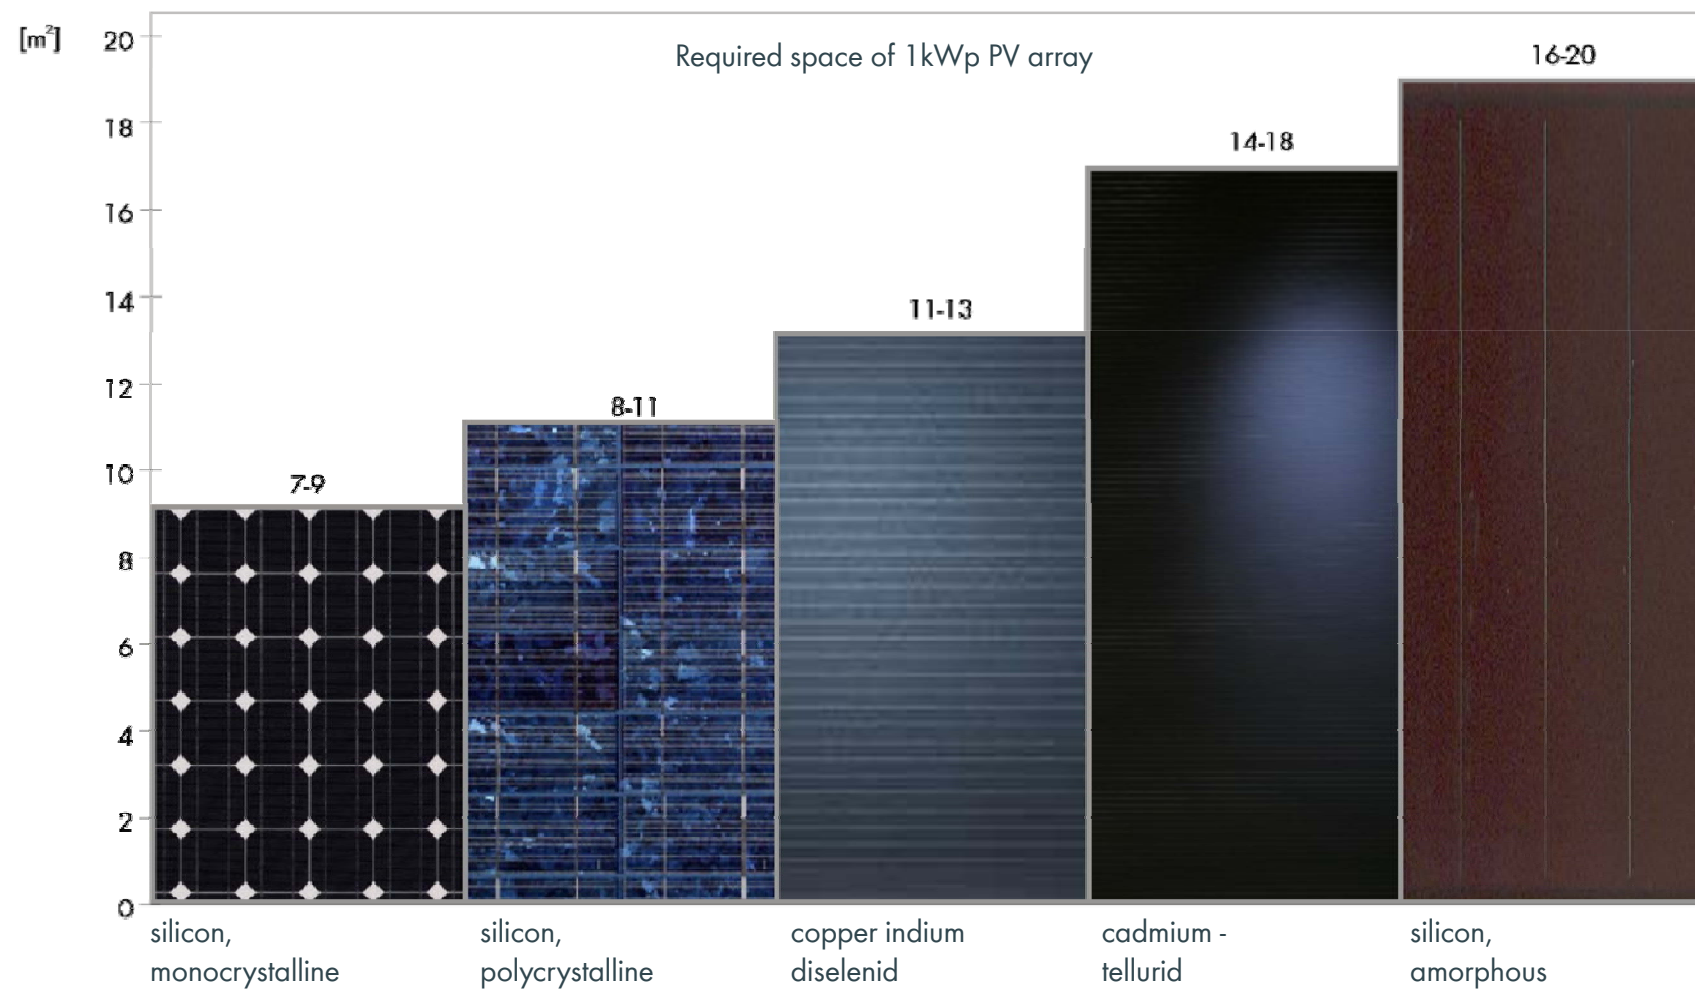 [m²]
Required space of 1kWp PV array
20
18
16
14
12
10
8
6
4
2
0
7-9
8-11
11-13
14-18
16-20
silicon,
monocrystalline
silicon,
polycrystalline
copper indium
diselenid
cadmium -
tellurid
silicon,
amorphous